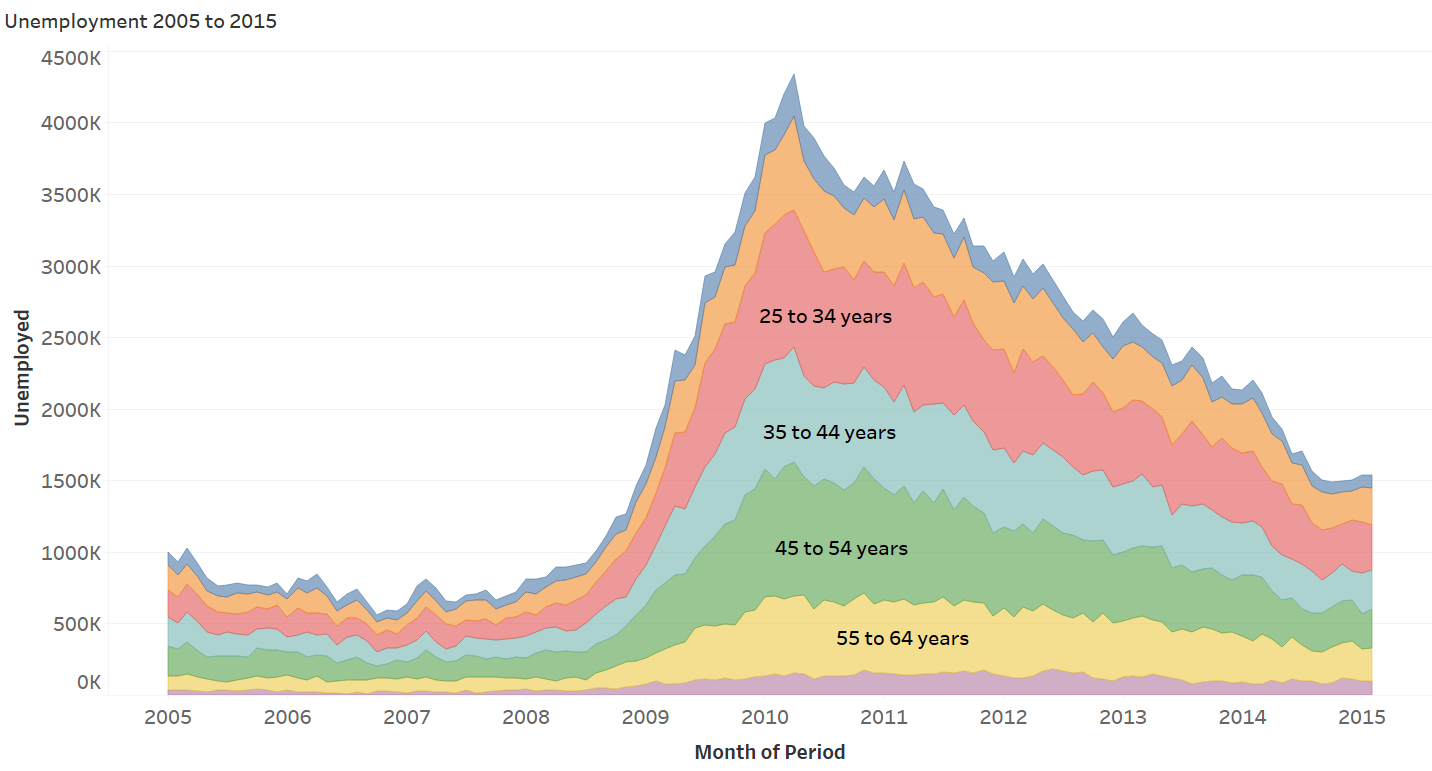 Unemployment 2005 to 2015
4500K
4000K
3500K
3000K
2500K
2000K
1500K
1000K
500K
0K
Unemployed
25 to 34 years
35 to 44 years
45 to 54 years
55 to 64 years
2005 2006 2007 2008 2009 2010 2011 2012 2013 2014 2015
Month of Period